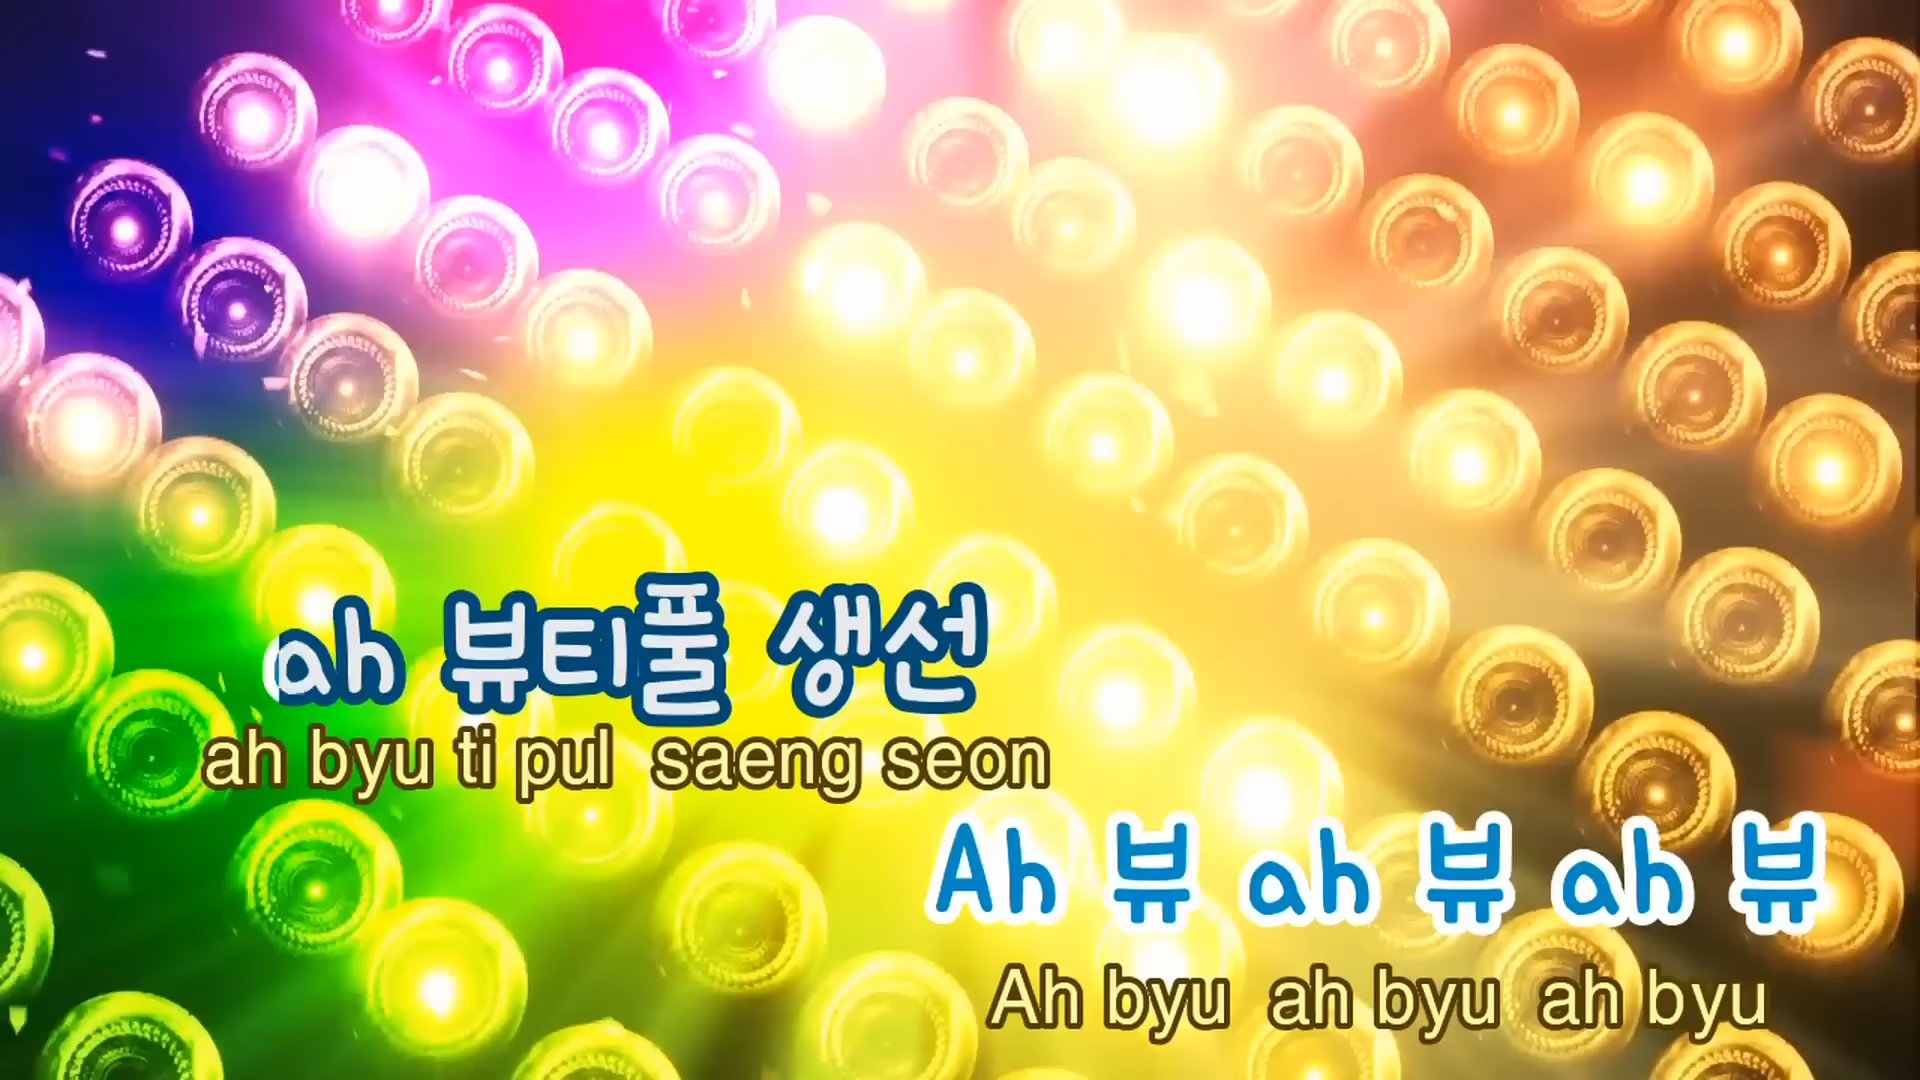 ah 뷰티풀 생선
ah byu ti pul saeng seon
Ah 뷰 ah 뷰 ah 뷰
Ah byu ah byu ah byu